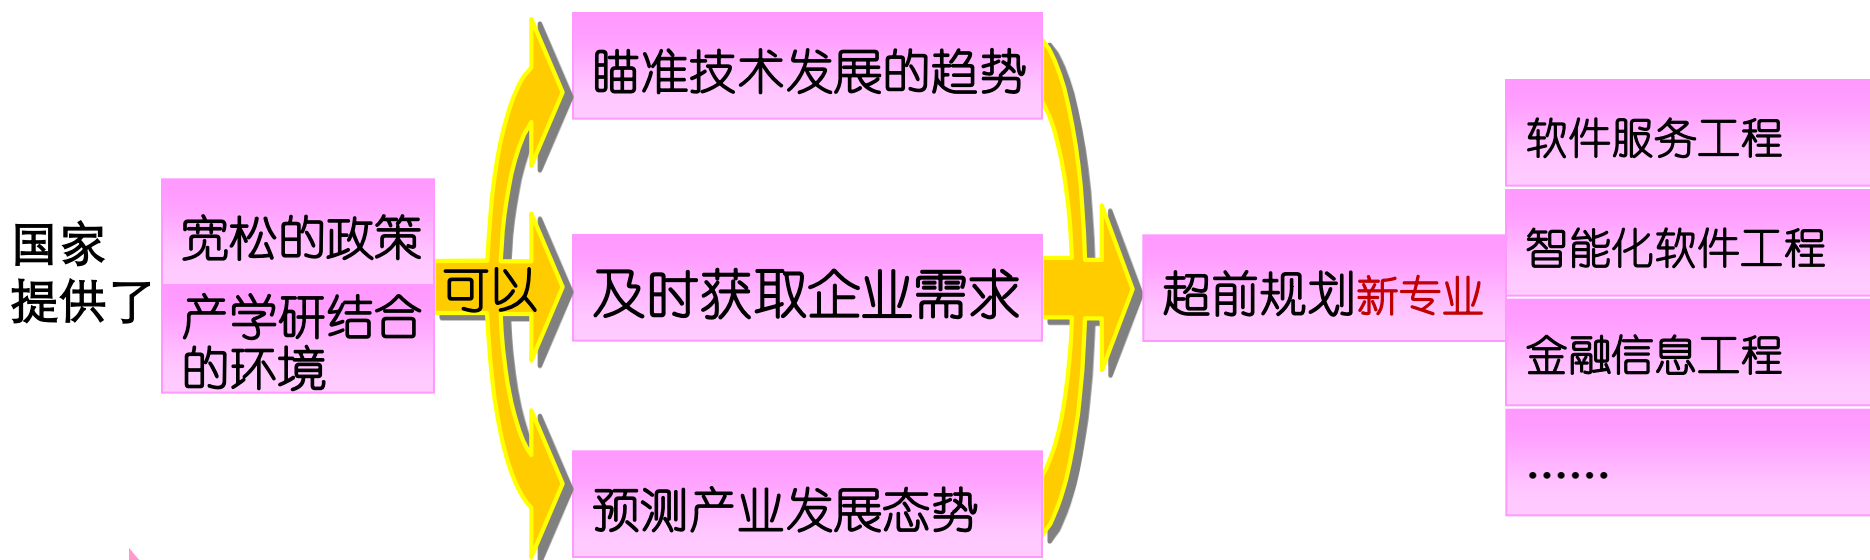 国家
提供了
宽松的政策
产学研结合
的环境
可以
瞄准技术发展的趋势
及时获取企业需求
预测产业发展态势
超前规划新专业
软件服务工程
智能化软件工程
金融信息工程
······